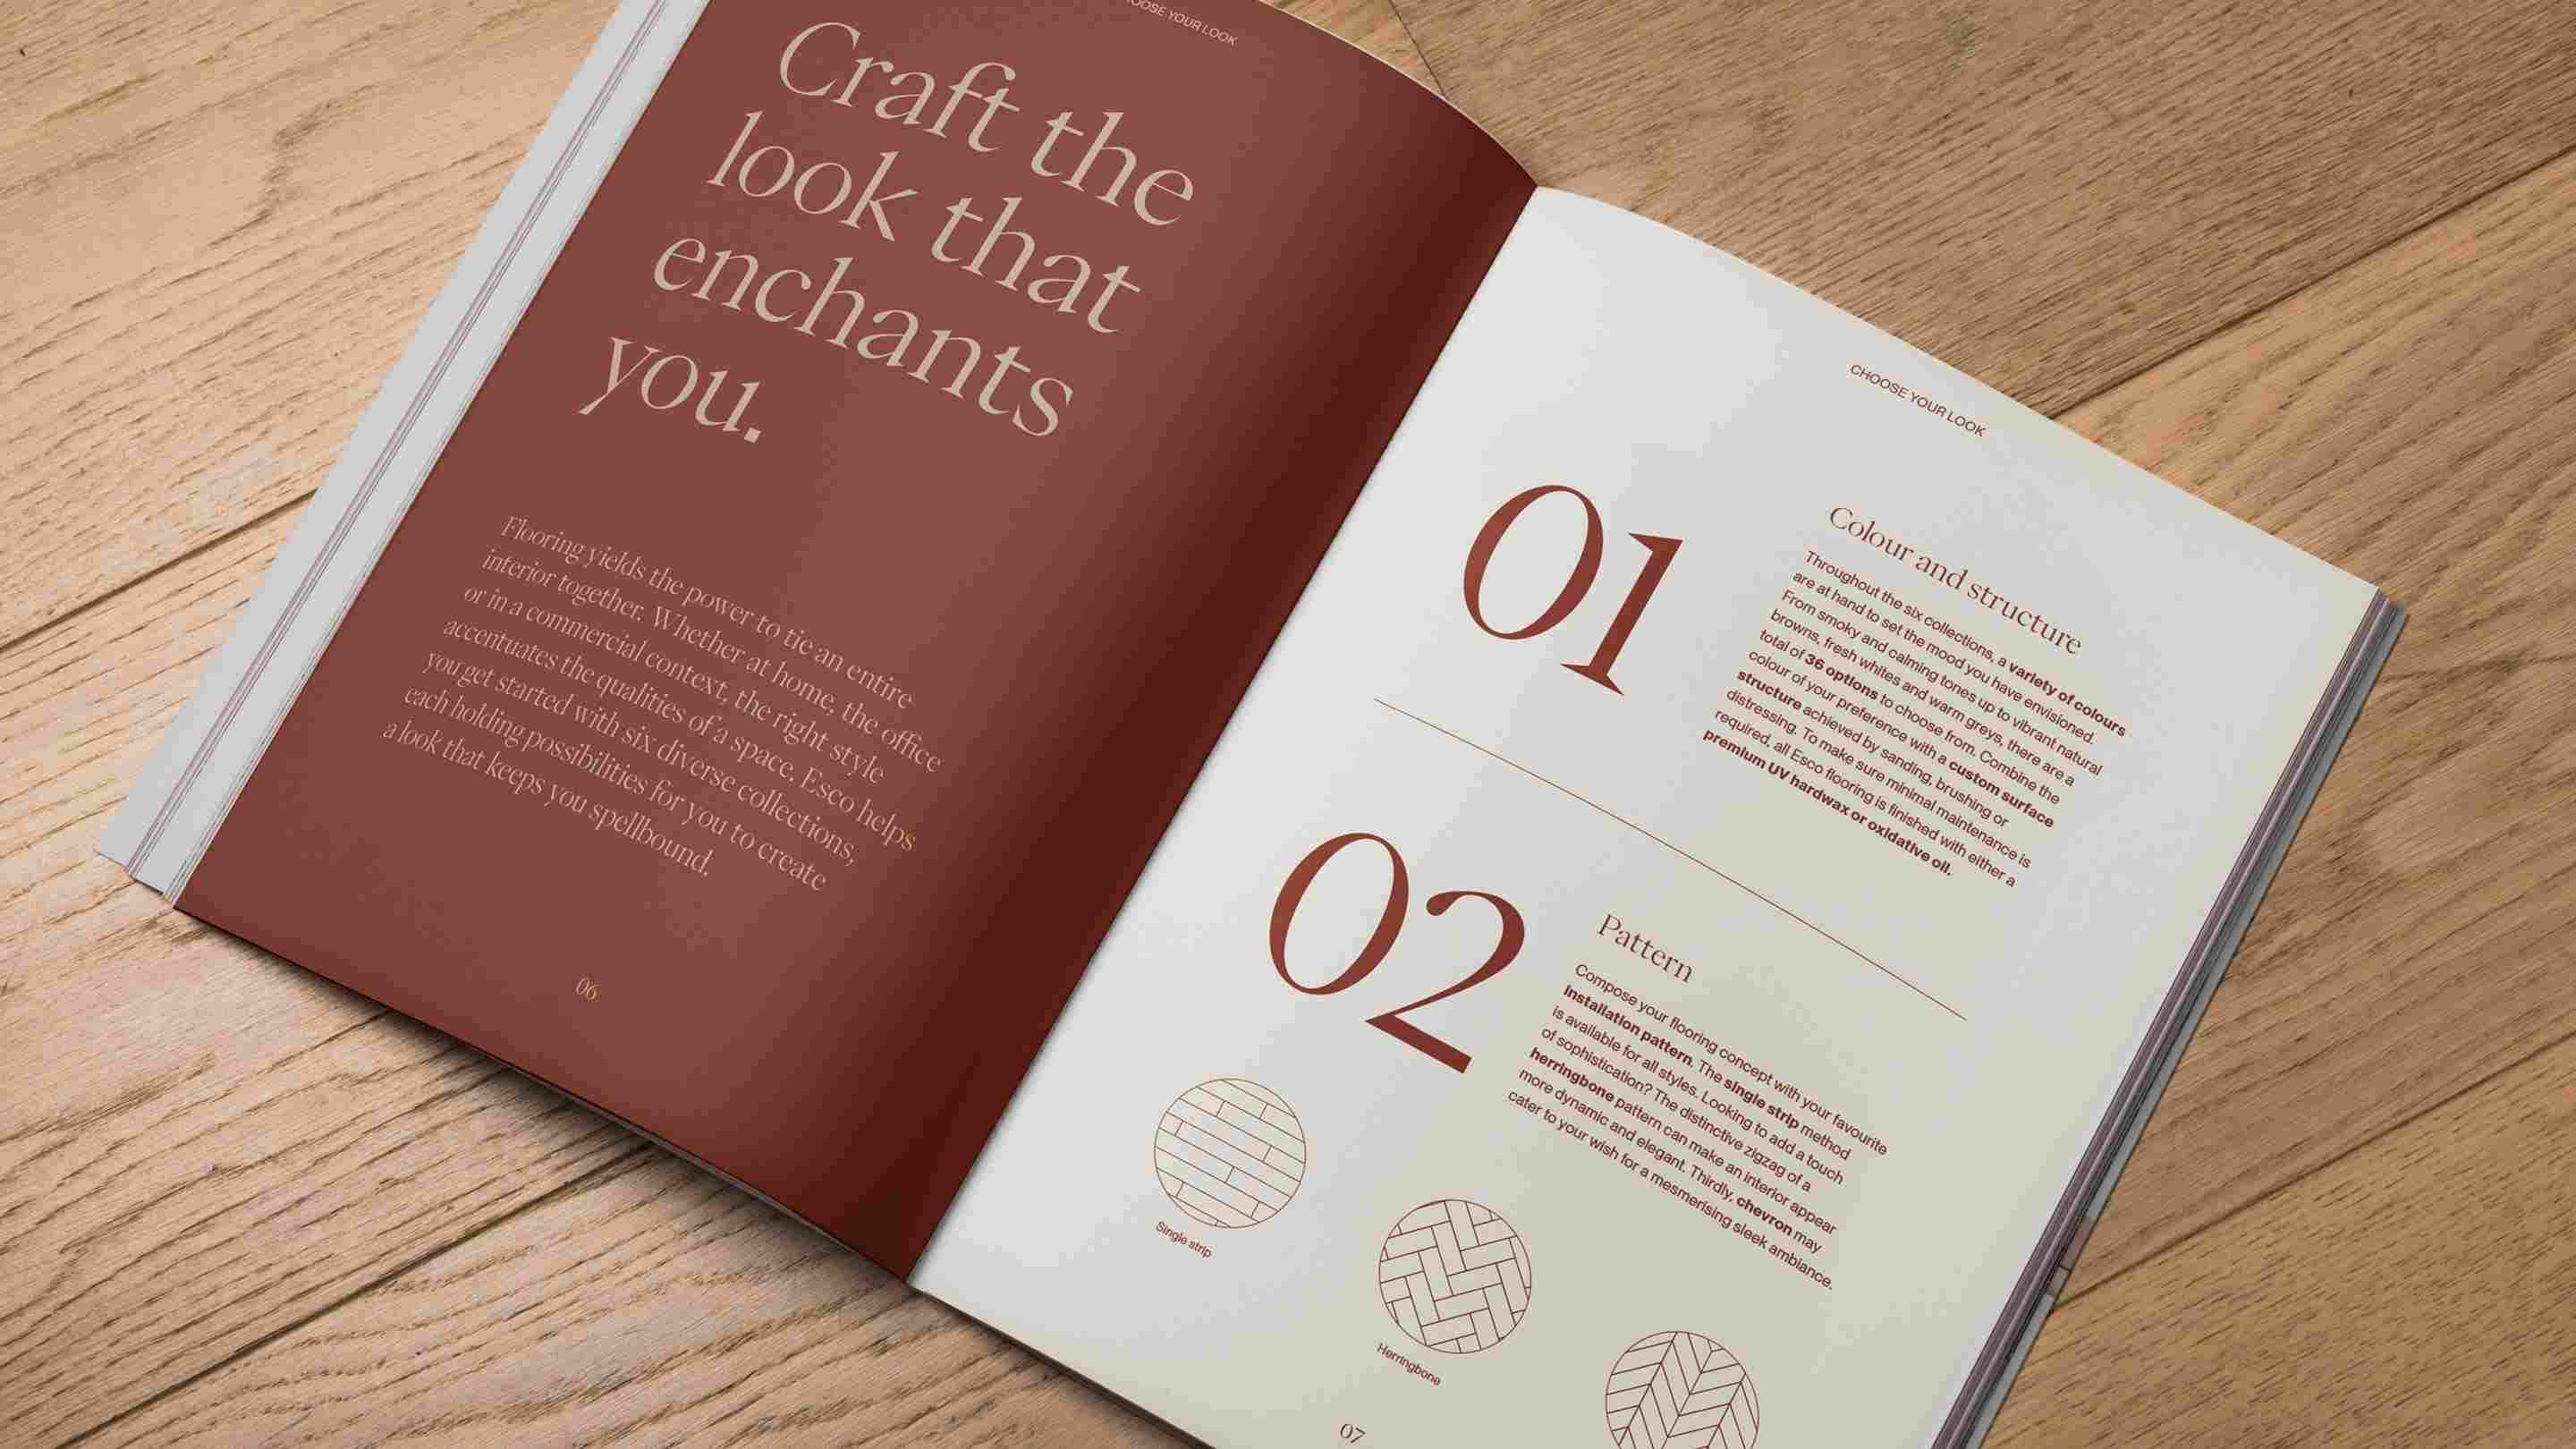 CHOOSE YOUR LOOK
Craft the
look that
enchants
you.
Flooring yields the power to tie an entire
interior together. Whether at home, the office
or in a commercial context, the right style
accentuates the qualities of a space. Esco helps
you get started with six diverse collections,
each holding possibilities for you to create
a look that keeps you spellbound.
06
CHOOSE YOUR LOOK
01
Colour and structure
Throughout the six collections, a variety of colours
are at hand to set the mood you have envisioned.
From smoky and calming tones up to vibrant natural
browns, fresh whites and warm greys, there are a
total of 36 options to choose from. Combine the
colour of your preference with a custom surface
structure achieved by sanding, brushing or
distressing. To make sure minimal maintenance is
required, all Esco flooring is finished with either a
premium UV hardwax or oxidative oil.
02
Pattern
Compose your flooring concept with your favourite
installation pattern. The single strip method
is available for all styles. Looking to add a touch
of sophistication? The distinctive zigzag of a
herringbone pattern can make an interior appear
more dynamic and elegant. Thirdly, chevron may
cater to your wish for a mesmerising sleek ambiance.
Single strip
Herringbone
07